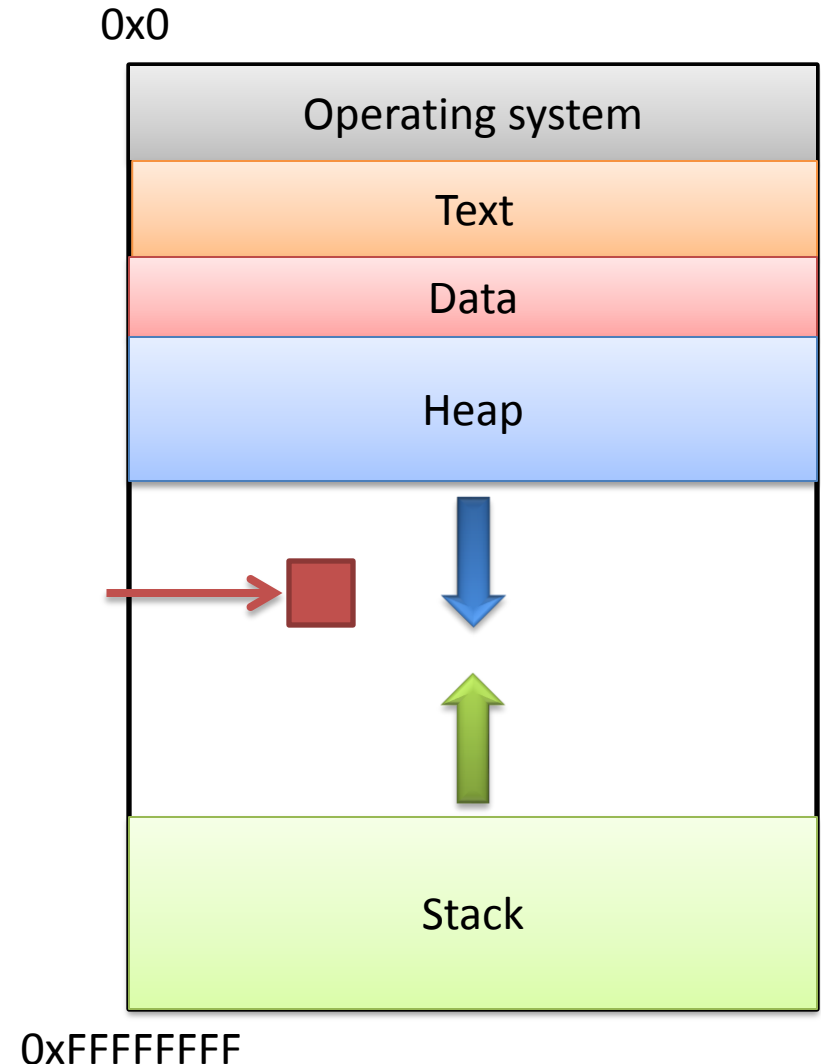 0x0
Operating system
Text
Data
Heap
Stack
0xFFFFFFFF